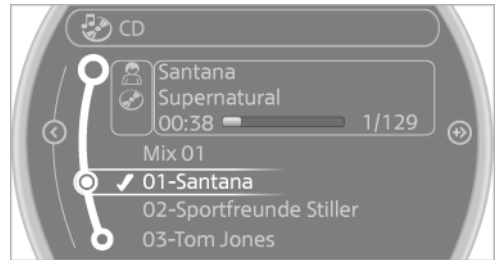 CD
Santana
Supernatural
00:38 1/129
Mix 01
01-Santana
02-Sportfreunde Stiller
03-Tom Jones